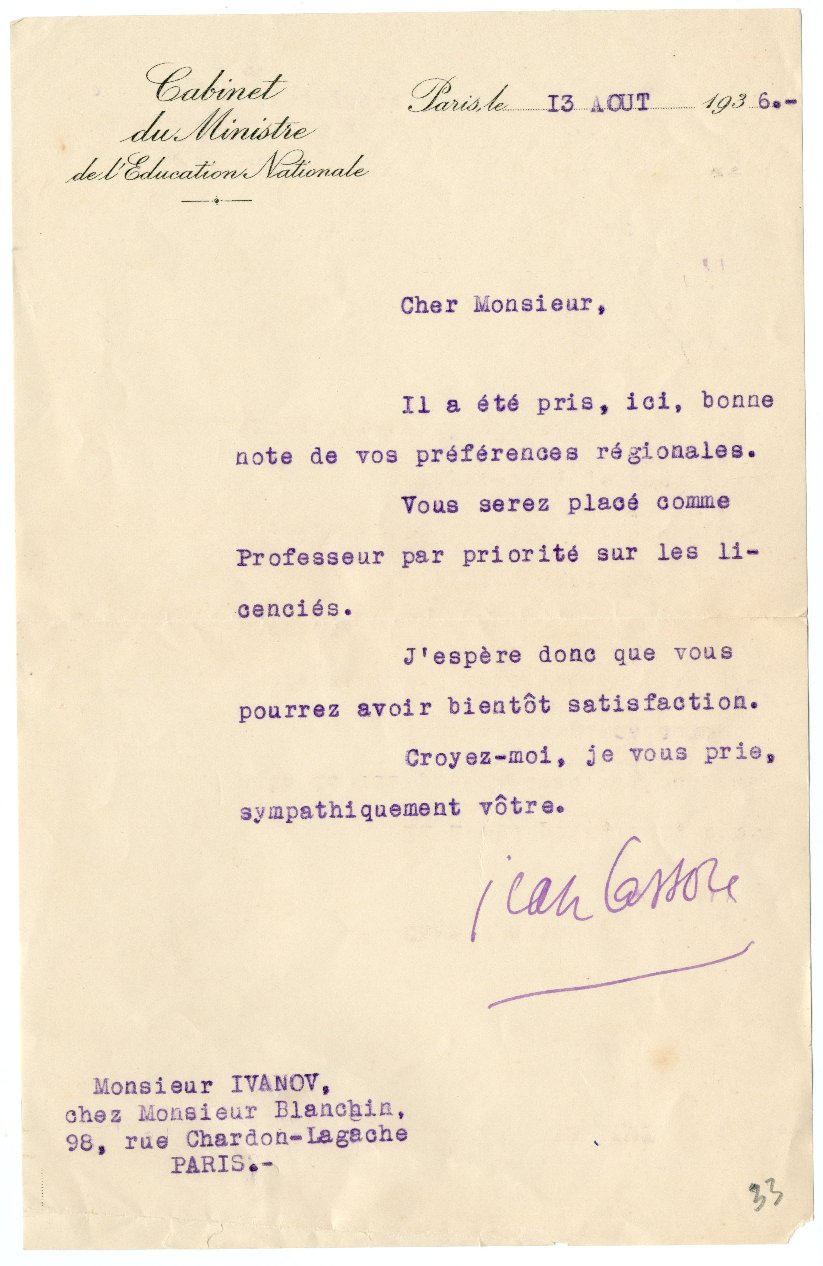 Cabinet
du Ministre
de l'Education Nationale
Paris, le 13 AOUT 1936.-
Cher Monsieur,
Il a été pris, ici, bonne
note de vos préférences régionales.
Vous serez placé comme
Professeur par priorité sur les li-
cenciés.
J'espère donc que vous
pourrez avoir bientôt satisfaction.
Croyez-moi, je vous prie,
sympathiquement vôtre.
jean Cassou
Monsieur IVANOV,
chez Monsieur Blanchin,
98, rue Chardon-Lagache
PARIS.-
33